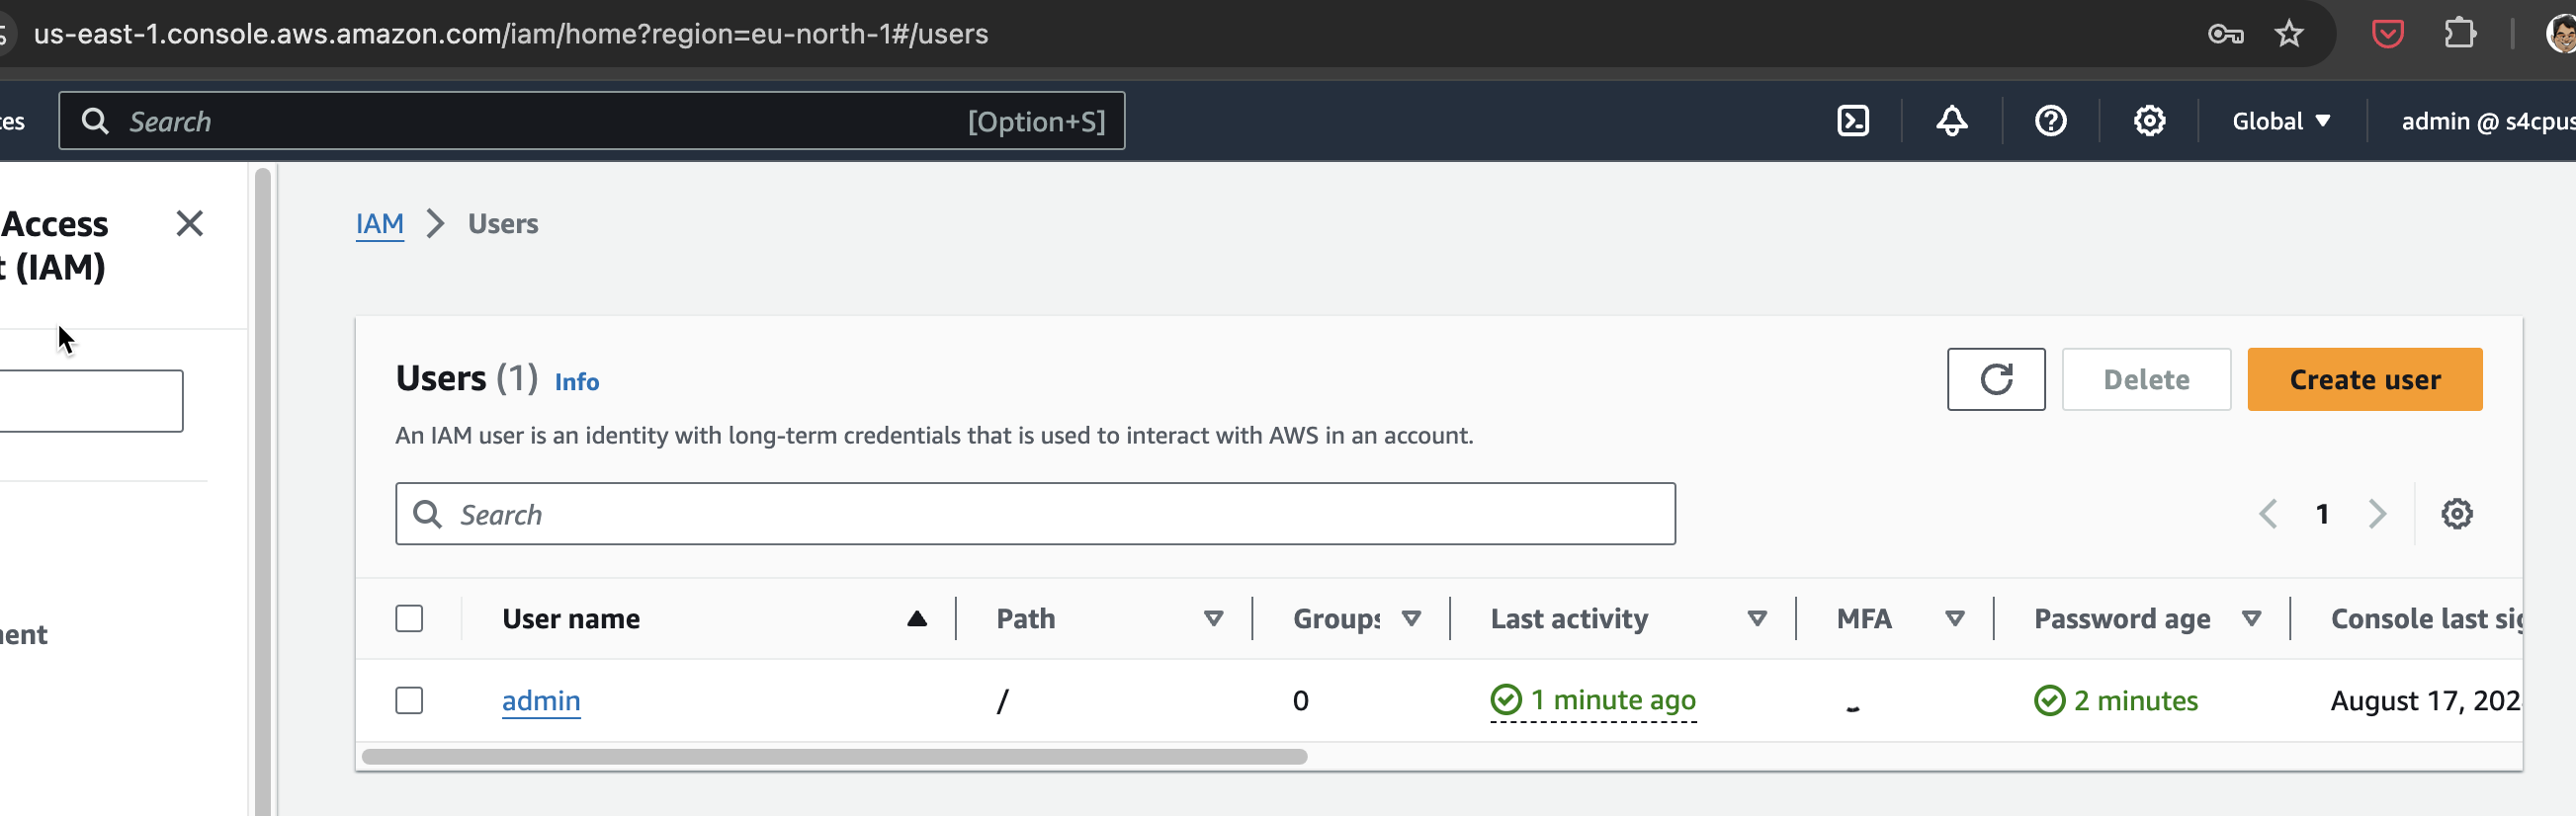 us-east-1.console.aws.amazon.com/iam/home?region=eu-north-1#/users
Search [Option+S] Global admin @ s4cpus
Access
(IAM)
IAM > Users
Users (1) Info
Delete
Create user
An IAM user is an identity with long-term credentials that is used to interact with AWS in an account.
Search
1
User name Path Groups Last activity MFA Password age Console last sig
admin / 0 1 minute ago - 2 minutes August 17, 202